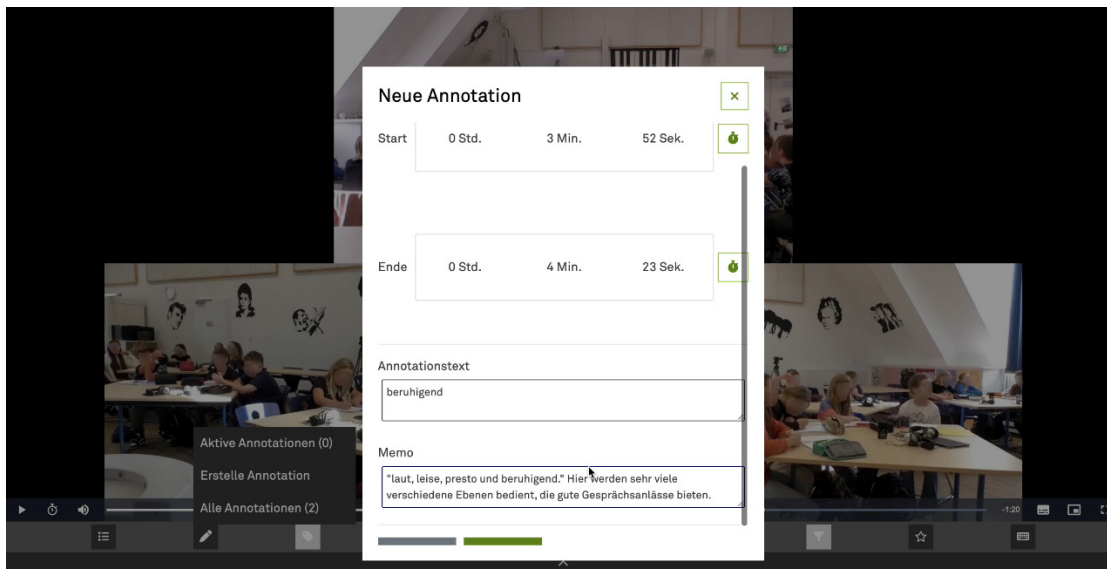 Neue Annotation
Start 0 Std. 3 Min. 52 Sek.
Ende 0 Std. 4 Min. 23 Sek.
Annotationstext
beruhigend
Memo
"laut, leise, presto und beruhigend." Hier werden sehr viele
verschiedene Ebenen bedient, die gute Gesprächsanlässe bieten.
Aktive Annotationen (0)
Erstelle Annotation
Alle Annotationen (2)
-1:20